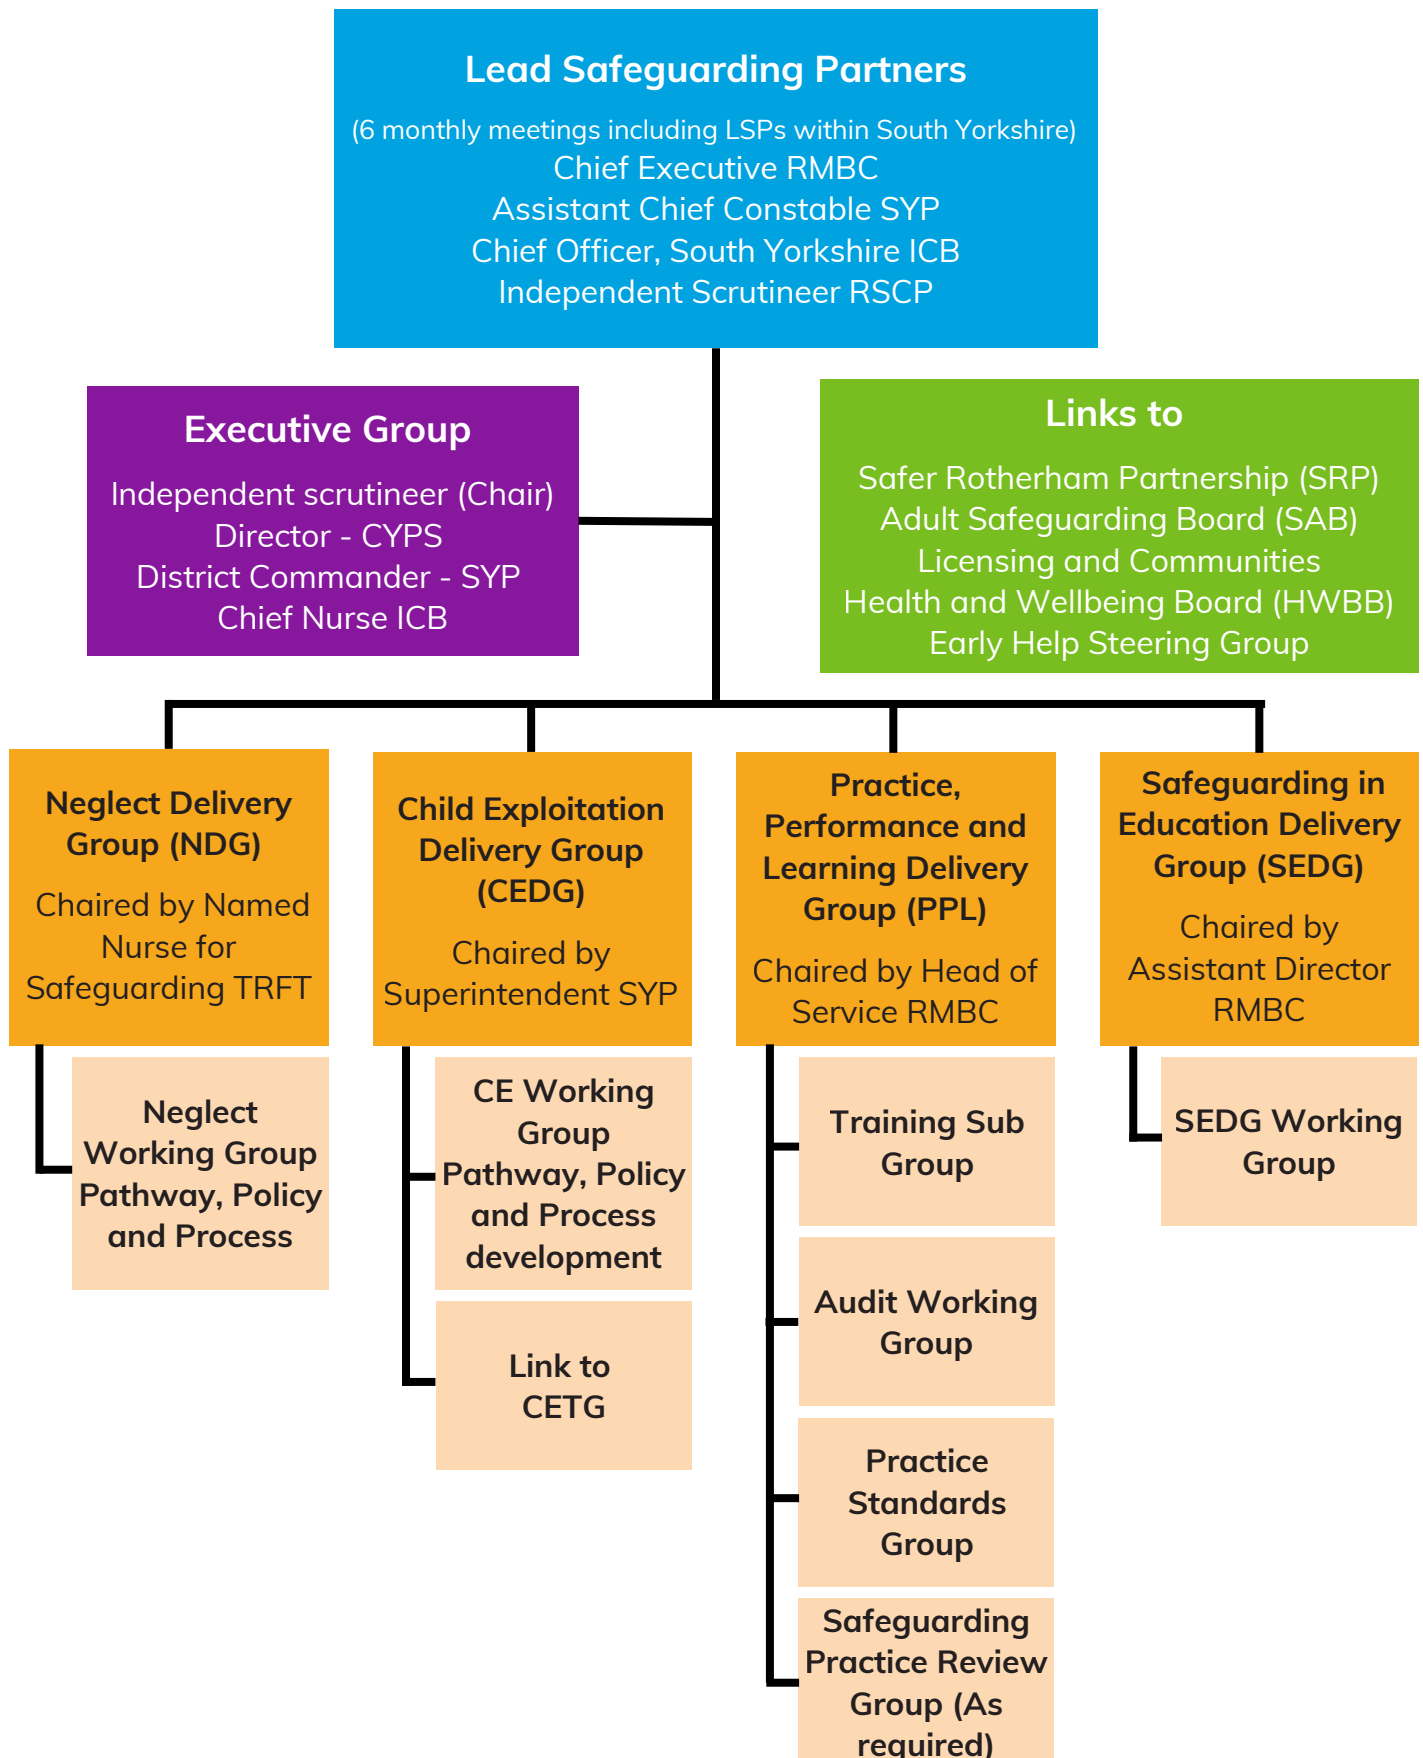 Lead Safeguarding Partners
(6 monthly meetings including LSPs within South Yorkshire)
Chief Executive RMBC
Assistant Chief Constable SYP
Chief Officer, South Yorkshire ICB
Independent Scrutineer RSCP
Executive Group
Independent scrutineer (Chair)
Director - CYPS
District Commander - SYP
Chief Nurse ICB
Links to
Safer Rotherham Partnership (SRP)
Adult Safeguarding Board (SAB)
Licensing and Communities
Health and Wellbeing Board (HWBB)
Early Help Steering Group
Neglect Delivery
Group (NDG)
Chaired by Named
Nurse for
Safeguarding TRFT
Neglect
Working Group
Pathway, Policy
and Process
Child Exploitation
Delivery Group
(CEDG)
Chaired by
Superintendent SYP
CE Working
Group
Pathway, Policy
and Process
development
Link to
CETG
Practice,
Performance and
Learning Delivery
Group (PPL)
Chaired by Head of
Service RMBC
Training Sub
Group
Audit Working
Group
Practice
Standards
Group
Safeguarding
Practice Review
Group (As
required)
Safeguarding in
Education Delivery
Group (SEDG)
Chaired by
Assistant Director
RMBC
SEDG Working
Group